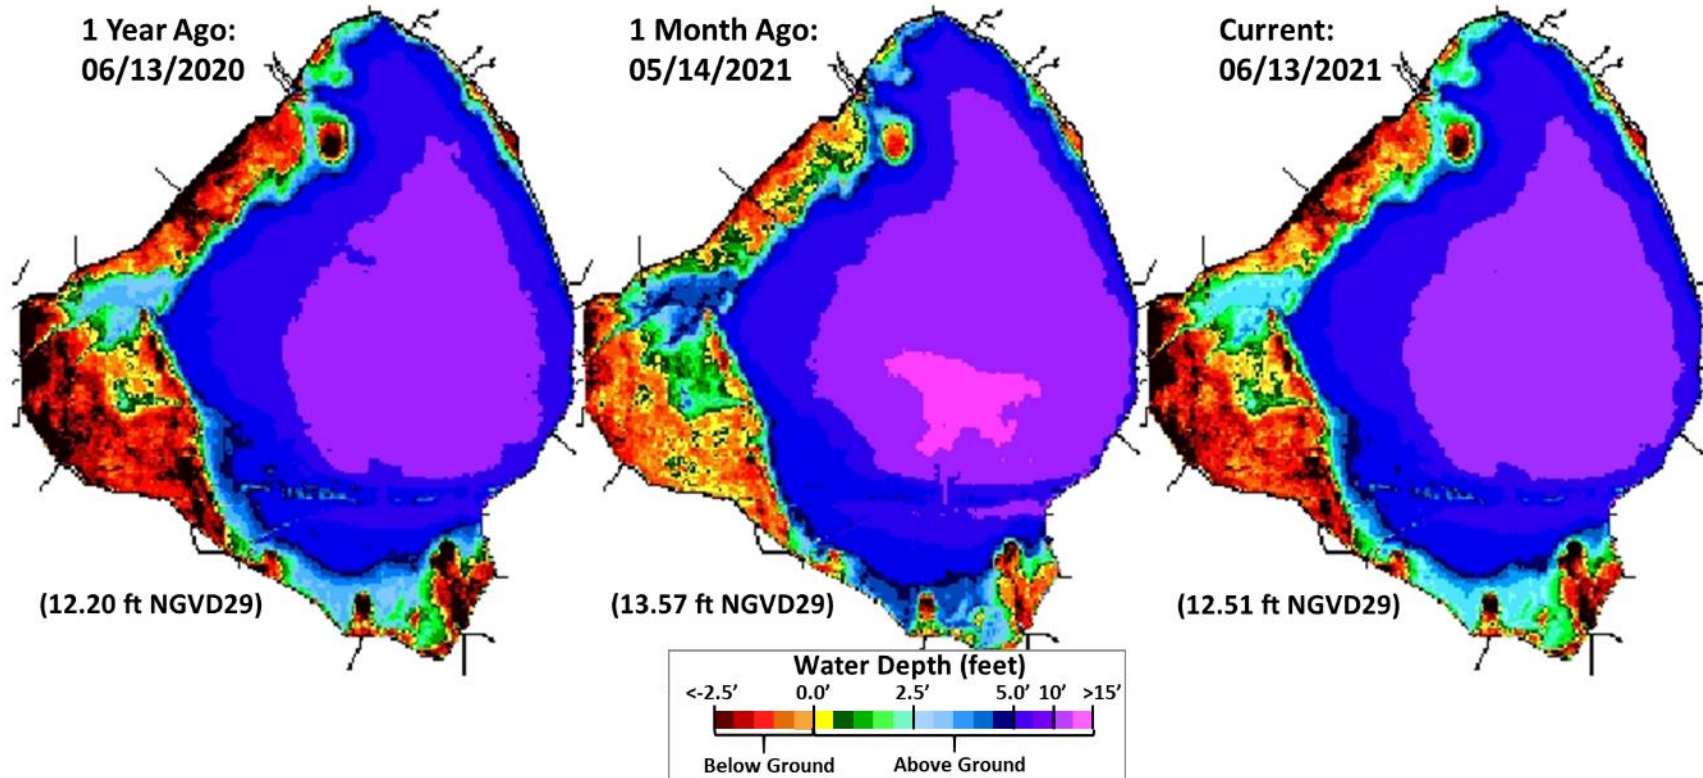 1 Year Ago:
06/13/2020
1 Month Ago:
05/14/2021
Current:
06/13/2021
(12.20 ft NGVD29)
(13.57 ft NGVD29)
(12.51 ft NGVD29)
Water Depth (feet)
<-2.5’ 0.0’ 2.5’ 5.0’ 10’ >15’
Below Ground Above Ground